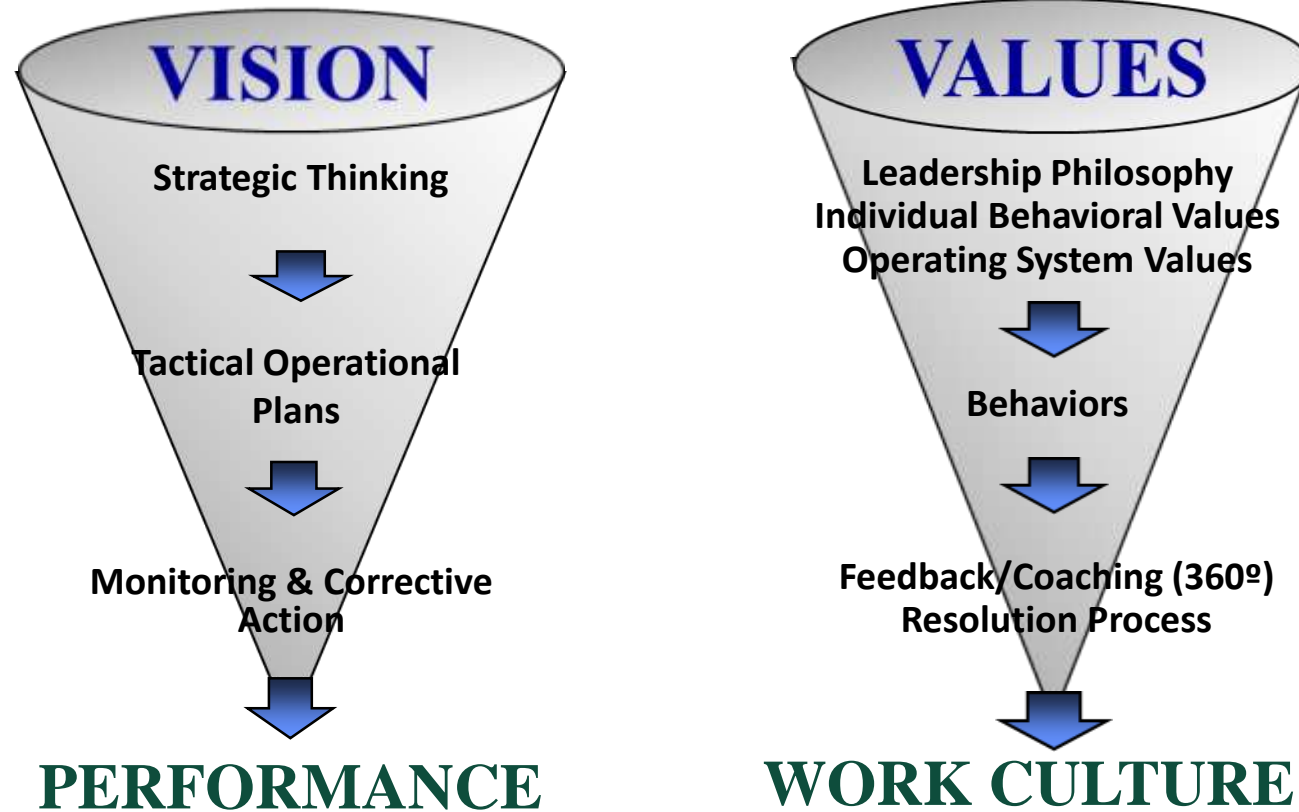 VISION
Strategic Thinking
Tactical Operational
Plans
Monitoring & Corrective
Action
PERFORMANCE
VALUES
Leadership Philosophy
Individual Behavioral Values
Operating System Values
Behaviors
Feedback/Coaching (360º)
Resolution Process
WORK CULTURE